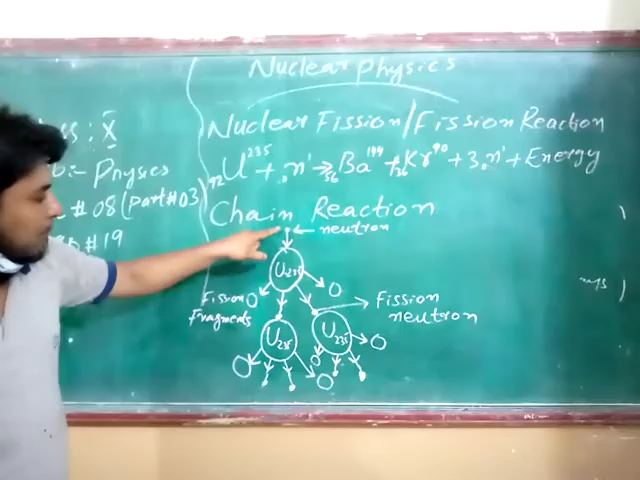 Nuclear Physics
: X
Physics
# 08 (Part # 03)
# 19
Nuclear Fission/Fission Reaction
₉₂U²³⁵ + ₀n¹ → ₅₆Ba¹⁴⁴ + ₃₆Kr⁹⁰ + 3₀n¹ + Energy
Chain Reaction
neutron
U₂₃₅
Fission
Fragments
Fission
neutron
U₂₃₅
U₂₃₅